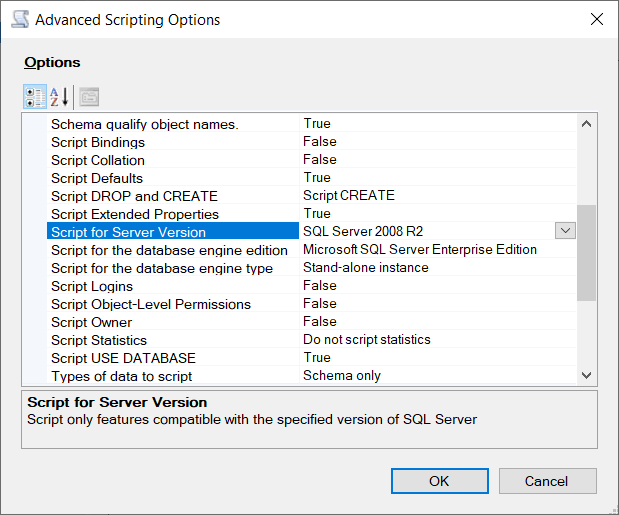 Advanced Scripting Options
Options
Schema qualify object names. True
Script Bindings False
Script Collation False
Script Defaults True
Script DROP and CREATE Script CREATE
Script Extended Properties True
Script for Server Version SQL Server 2008 R2
Script for the database engine edition Microsoft SQL Server Enterprise Edition
Script for the database engine type Stand-alone instance
Script Logins False
Script Object-Level Permissions False
Script Owner False
Script Statistics Do not script statistics
Script USE DATABASE True
Types of data to script Schema only
Script for Server Version
Script only features compatible with the specified version of SQL Server
OK Cancel